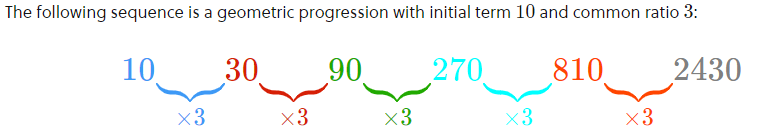 The following sequence is a geometric progression with initial term 10 and common ratio 3:
10 30 90 270 810 2430
×3 ×3 ×3 ×3 ×3